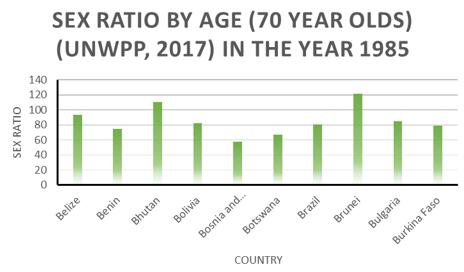 SEX RATIO BY AGE (70 YEAR OLDS)
(UNWPP, 2017) IN THE YEAR 1985
SEX RATIO
140
120
100
80
60
40
20
0
Belize
Benin
Bhutan
Bolivia
Bosnia and...
Botswana
Brazil
Brunei
Bulgaria
Burkina Faso
COUNTRY